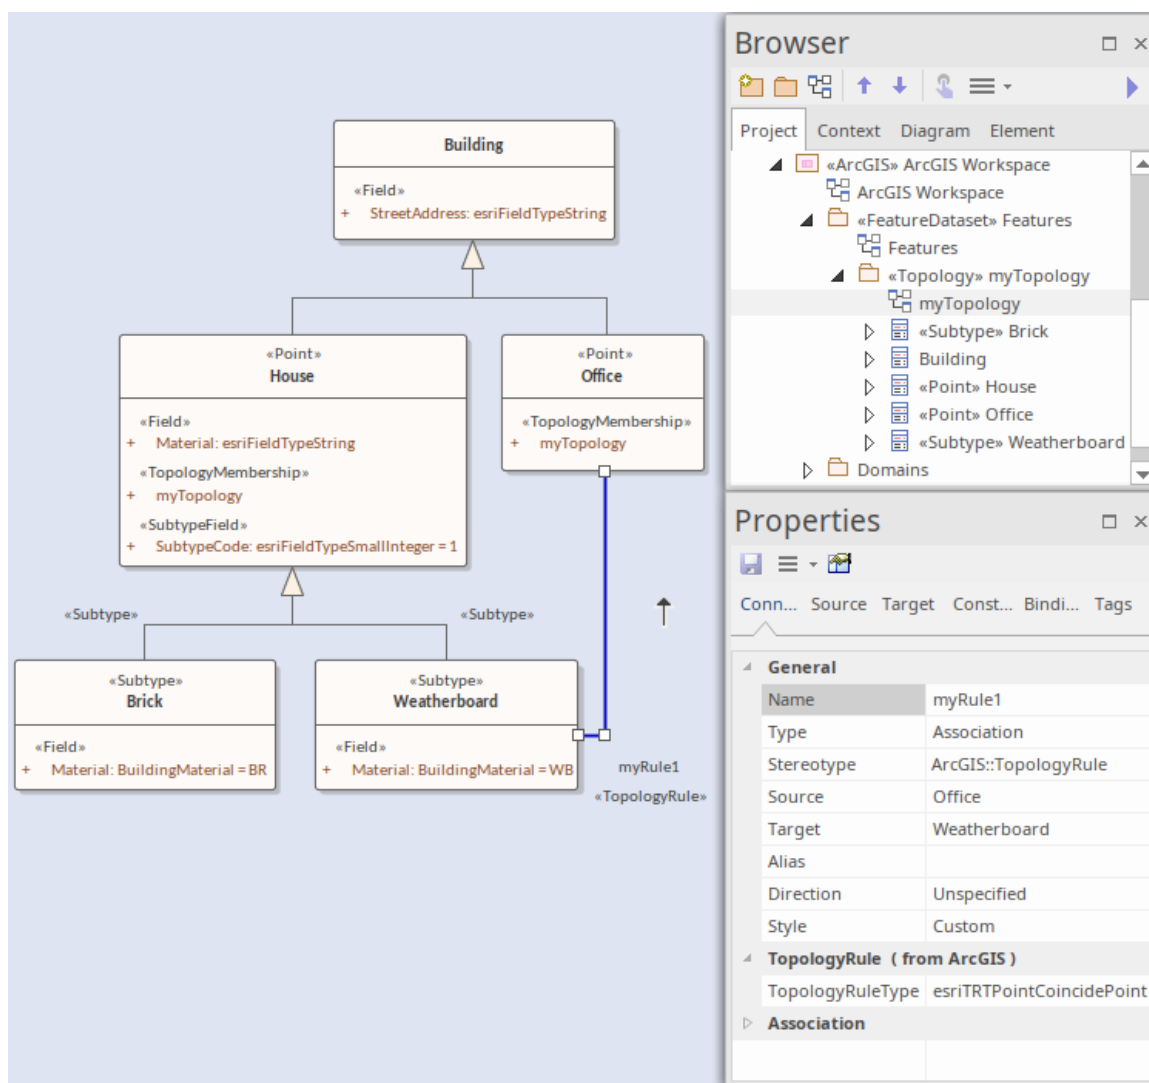 Building
«Field»
+ StreetAddress: esriFieldTypeString
«Point»
House
«Field»
+ Material: esriFieldTypeString
«TopologyMembership»
+ myTopology
«SubtypeField»
+ SubtypeCode: esriFieldTypeSmallInteger = 1
«Point»
Office
«TopologyMembership»
+ myTopology
«Subtype»
«Subtype»
«Subtype»
Brick
«Field»
+ Material: BuildingMaterial = BR
«Subtype»
Weatherboard
«Field»
+ Material: BuildingMaterial = WB
myRule1
«TopologyRule»
Browser
Project Context Diagram Element
«ArcGIS» ArcGIS Workspace
ArcGIS Workspace
«FeatureDataset» Features
Features
«Topology» myTopology
myTopology
«Subtype» Brick
Building
«Point» House
«Point» Office
«Subtype» Weatherboard
Domains
Properties
Conn... Source Target Const... Bindi... Tags
General
Name myRule1
Type Association
Stereotype ArcGIS::TopologyRule
Source Office
Target Weatherboard
Alias
Direction Unspecified
Style Custom
TopologyRule ( from ArcGIS )
TopologyRuleType esriTRTPointCoincidePoint
Association